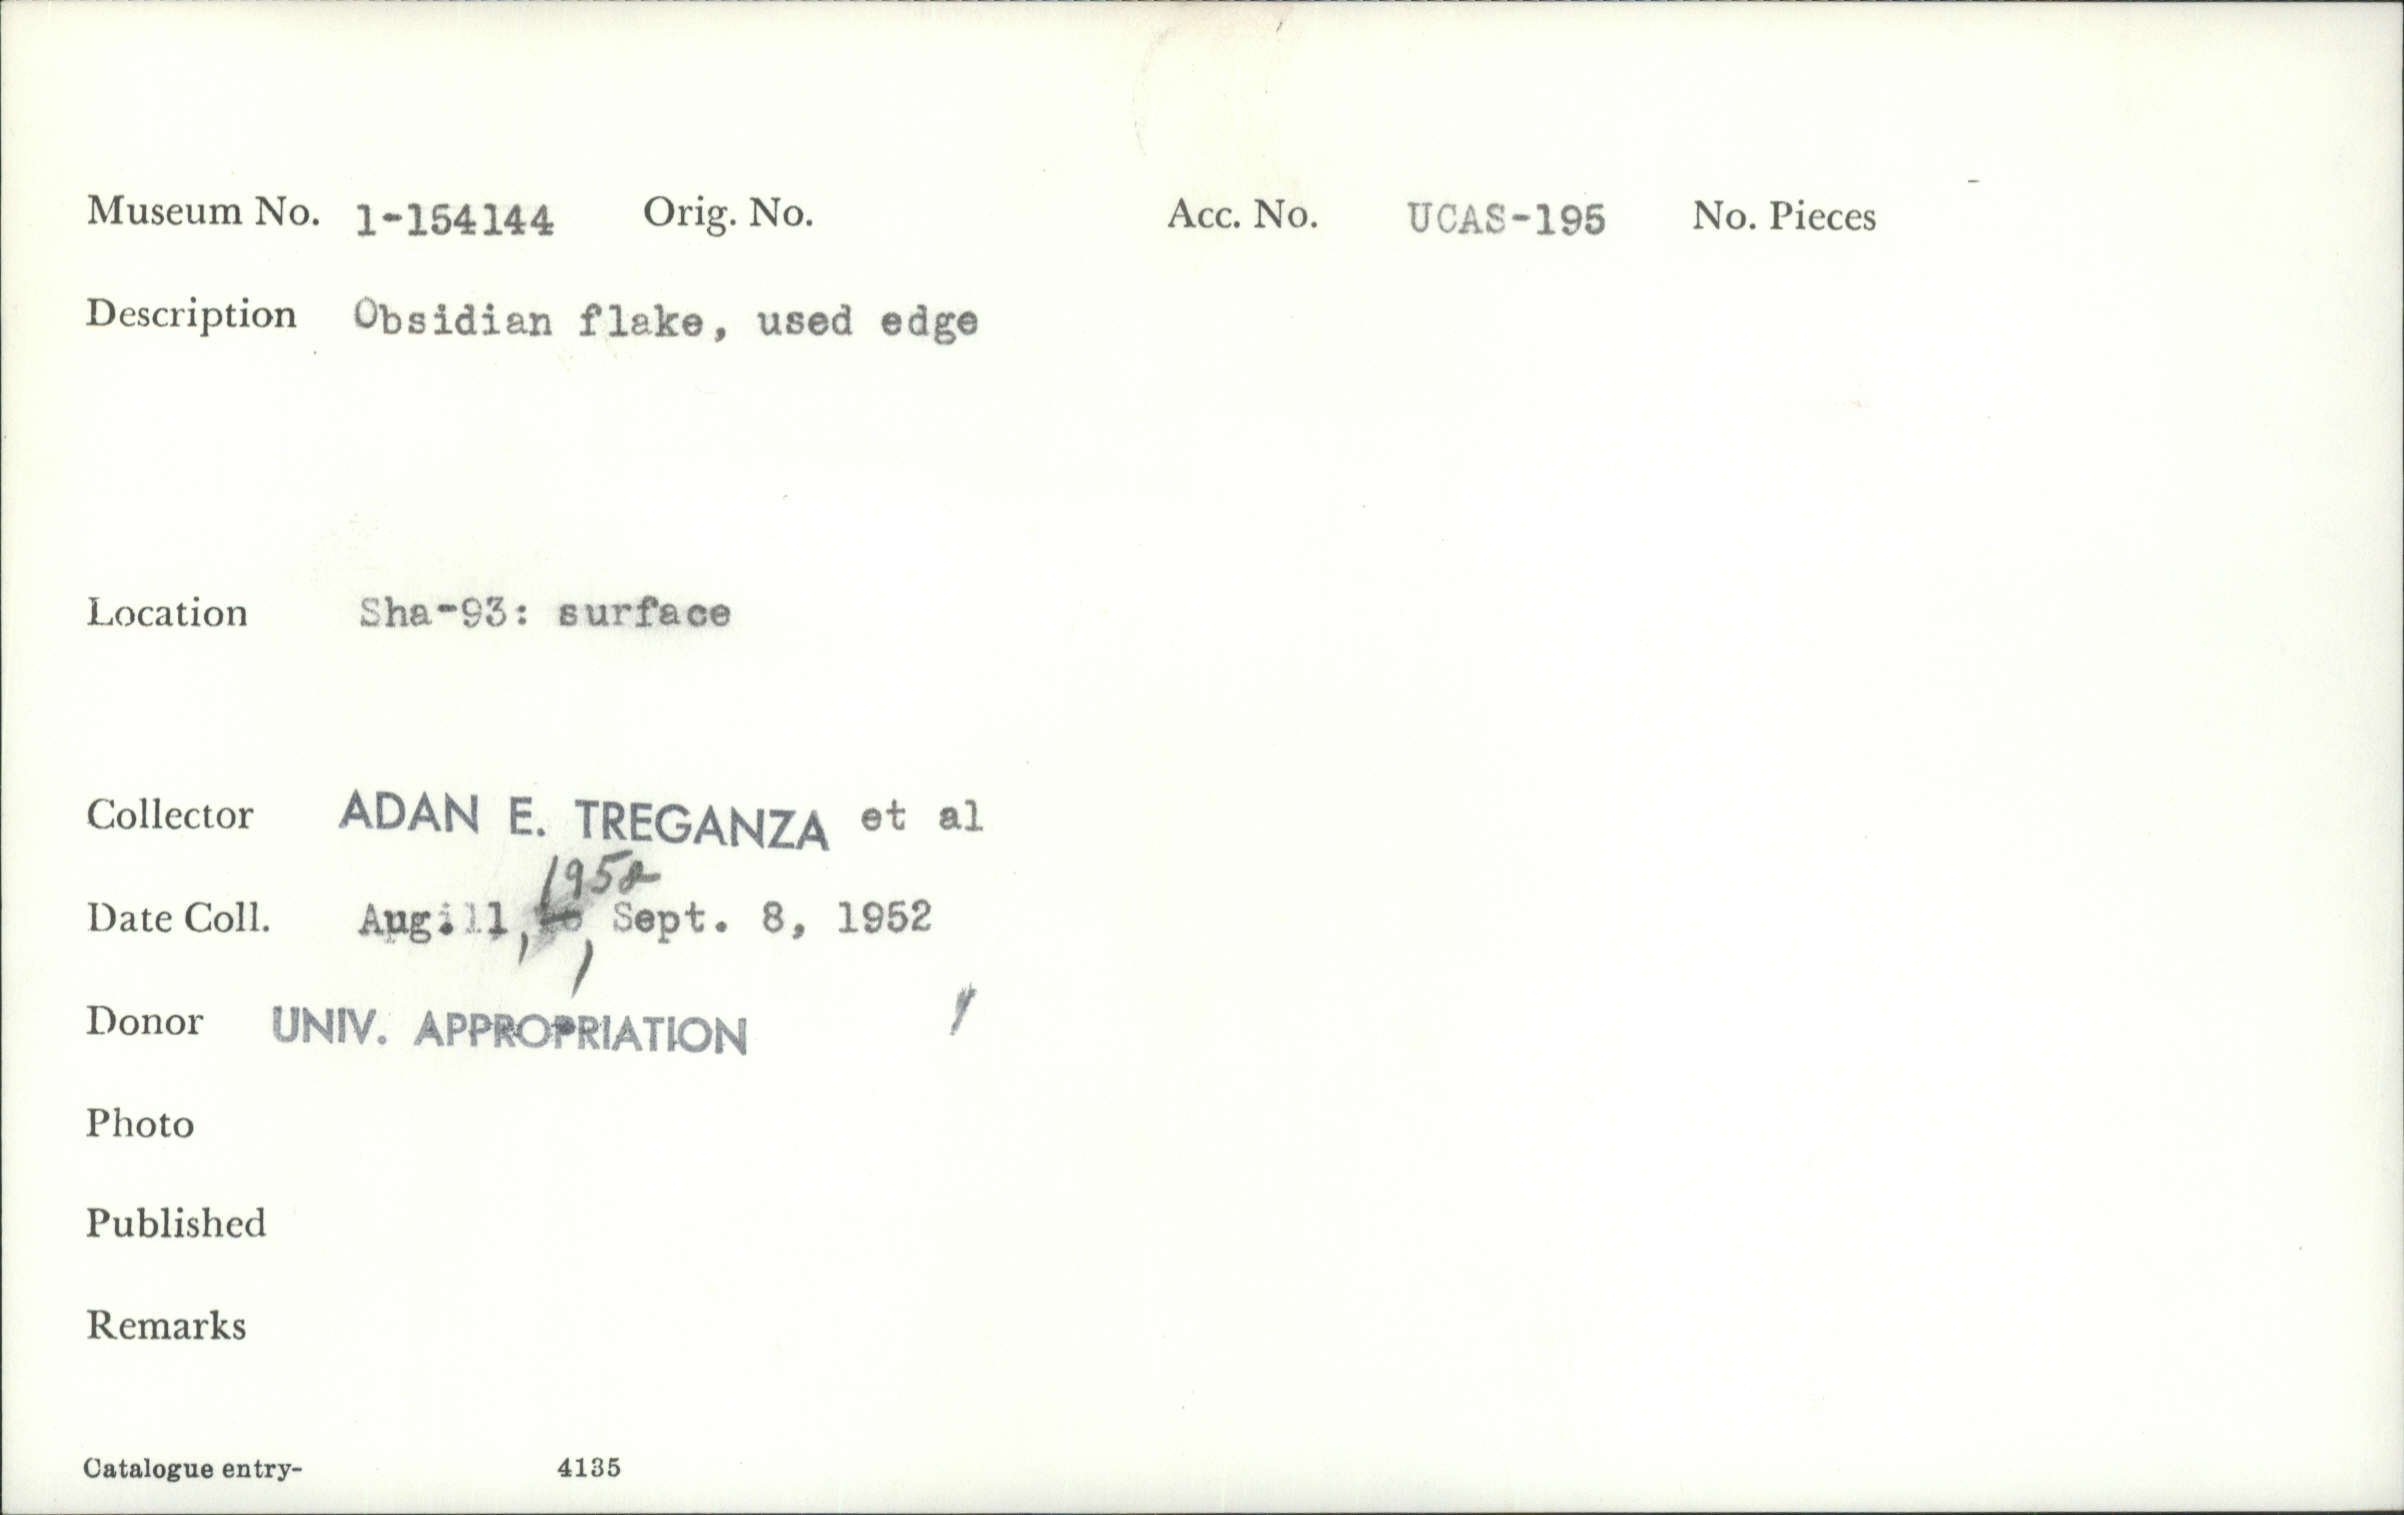 Museum No. 1-154144 Orig. No. Acc. No. UCAS-195 No. Pieces
Description Obsidian flake, used edge
Location Sha-93: surface
Collector ADAN E. TREGANZA et al
1952
Date Coll. Aug. 11, to, Sept. 8, 1952
Donor UNIV. APPROPRIATION
Photo
Published
Remarks
Catalogue entry- 4135